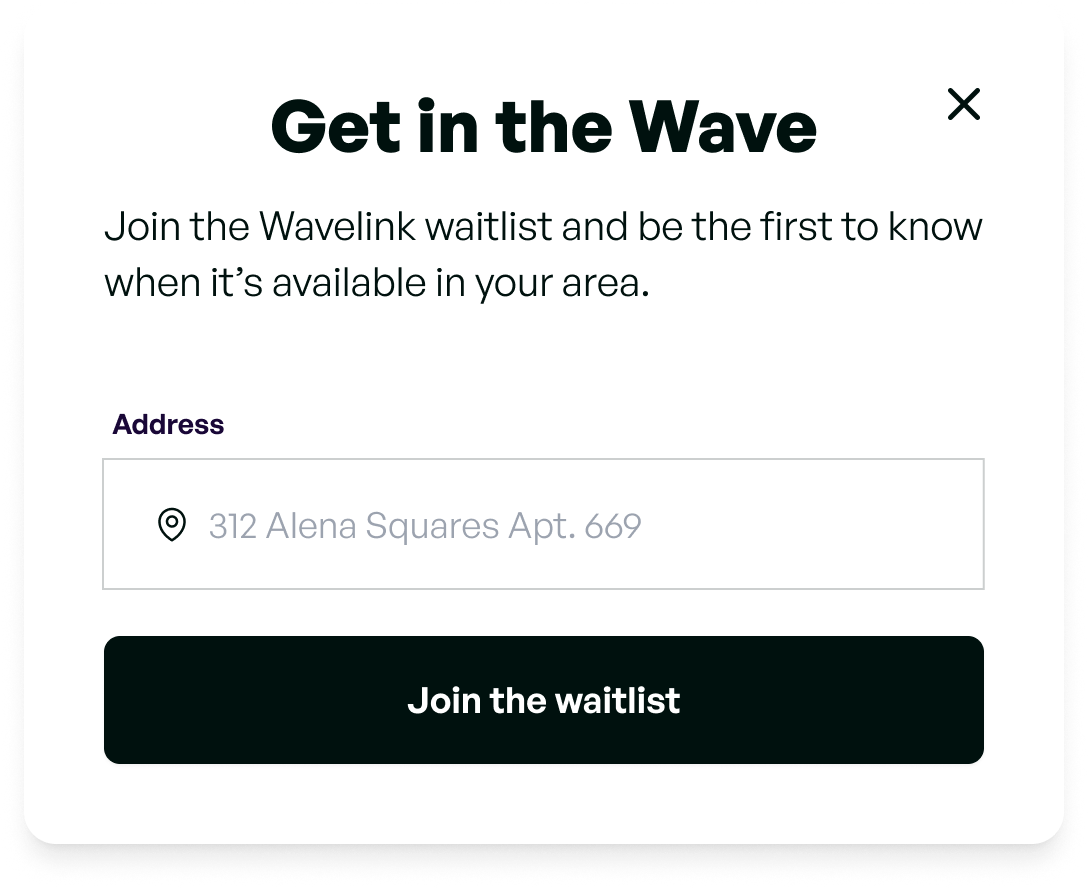 Get in the Wave
Join the Wavelink waitlist and be the first to know
when it’s available in your area.
Address
312 Alena Squares Apt. 669
Join the waitlist